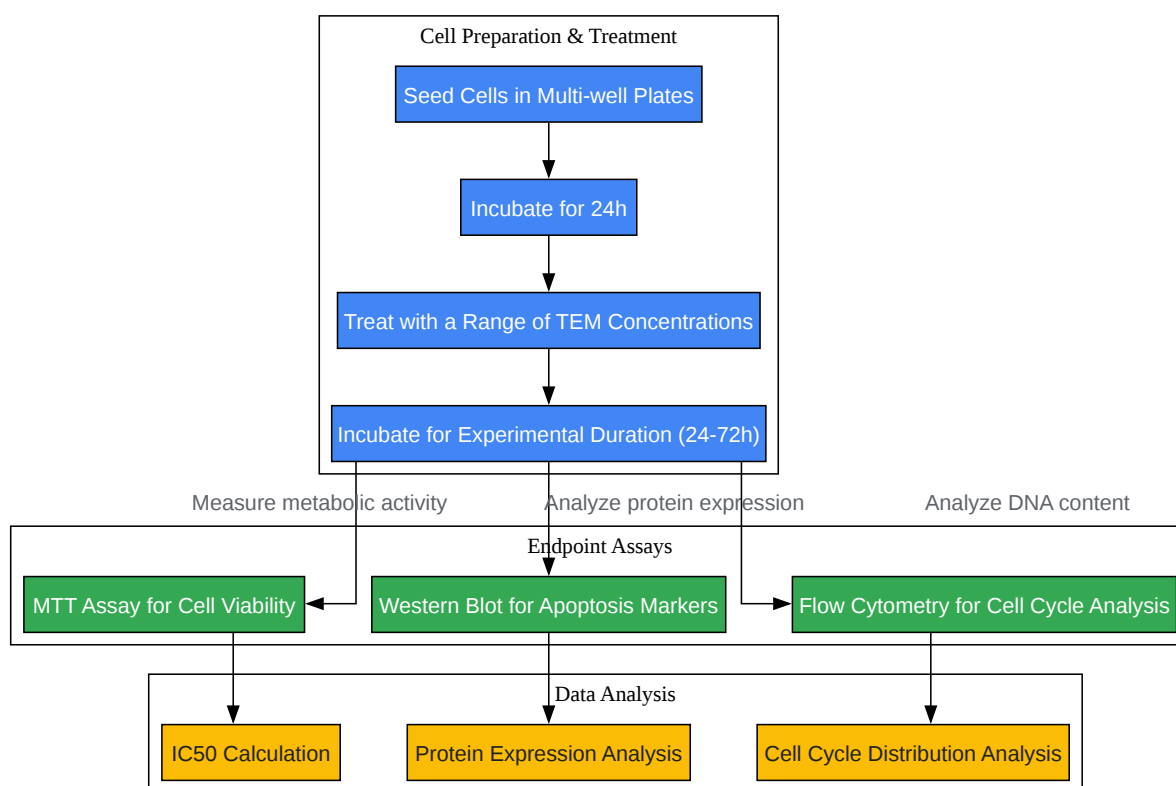 Cell Preparation & Treatment
Seed Cells in Multi-well Plates
Incubate for 24h
Treat with a Range of TEM Concentrations
Incubate for Experimental Duration (24-72h)
Measure metabolic activity
Analyze protein expression
Analyze DNA content
Endpoint Assays
MTT Assay for Cell Viability
Western Blot for Apoptosis Markers
Flow Cytometry for Cell Cycle Analysis
Data Analysis
IC50 Calculation
Protein Expression Analysis
Cell Cycle Distribution Analysis